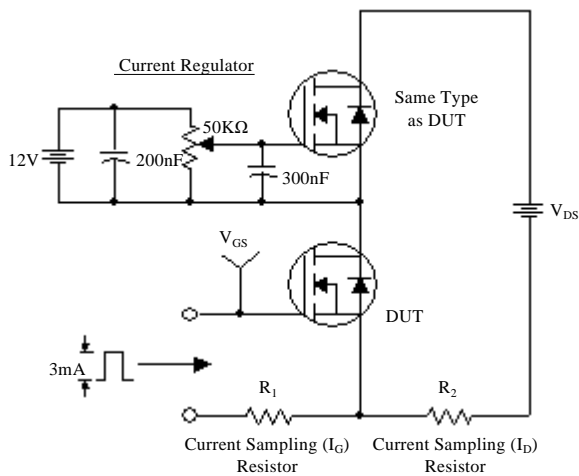 Current Regulator
Same Type
as DUT
50KΩ
12V
200nF
300nF
V_DS
V_GS
DUT
3mA
R_1
R_2
Current Sampling (I_G)
Resistor
Current Sampling (I_D)
Resistor